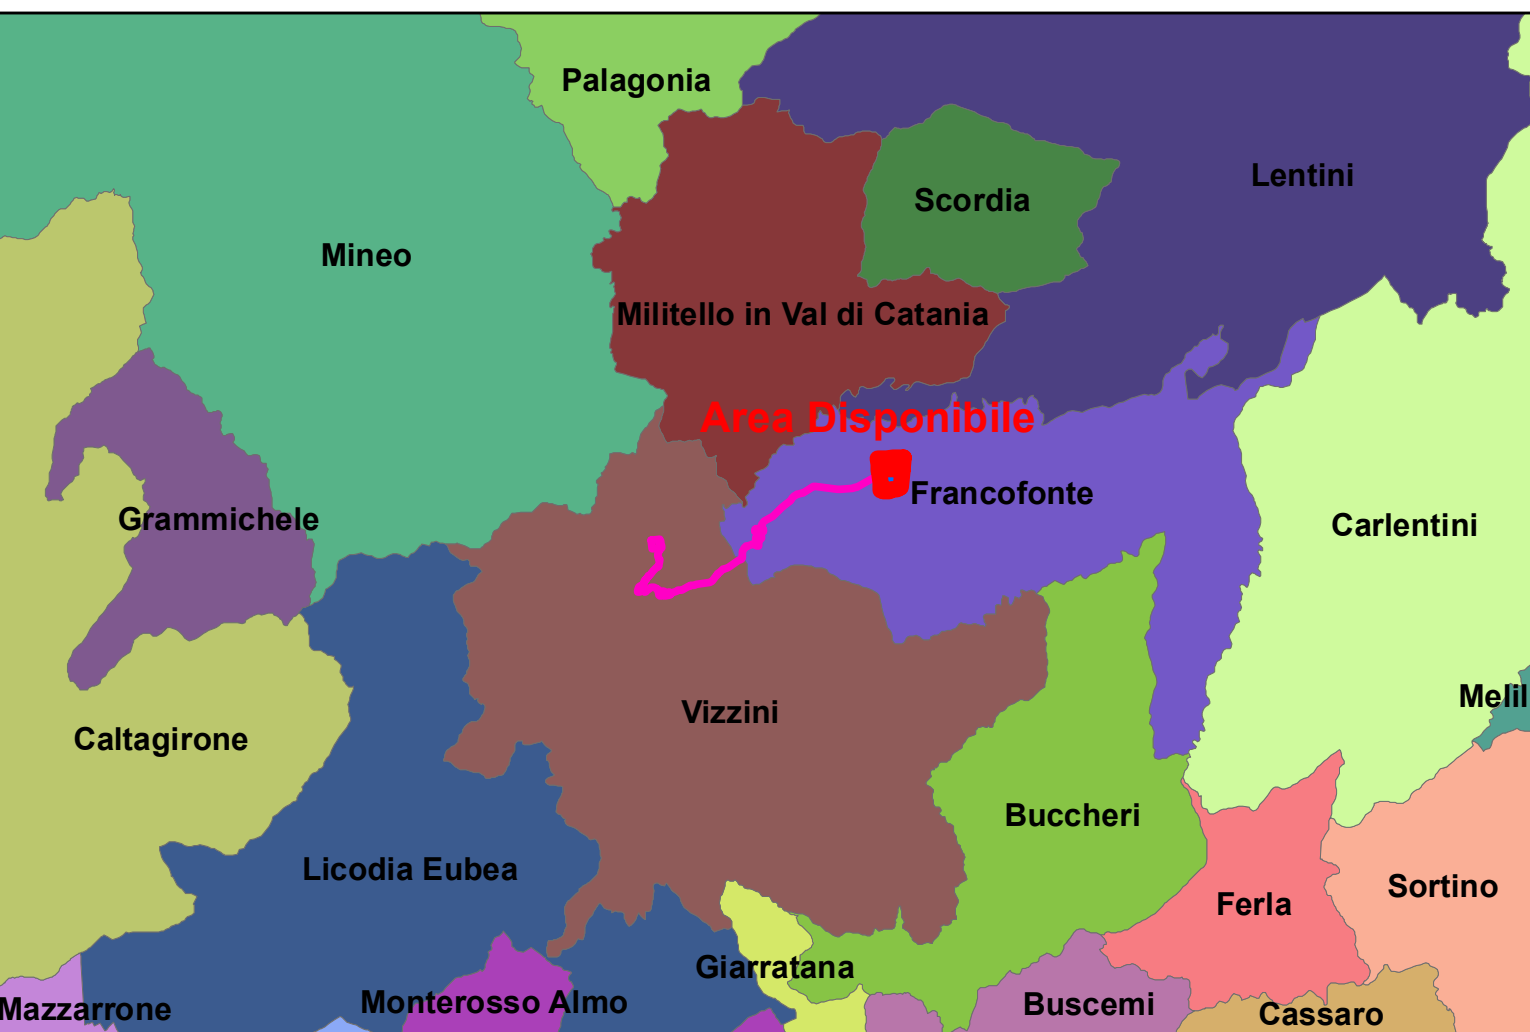 Palagonia
Lentini
Scordia
Mineo
Militello in Val di Catania
Area Disponibile
Francofonte
Grammichele
Carlentini
Melil
Vizzini
Caltagirone
Buccheri
Licodia Eubea
Sortino
Ferla
Giarratana
Monterosso Almo
Buscemi
Mazzarrone
Cassaro